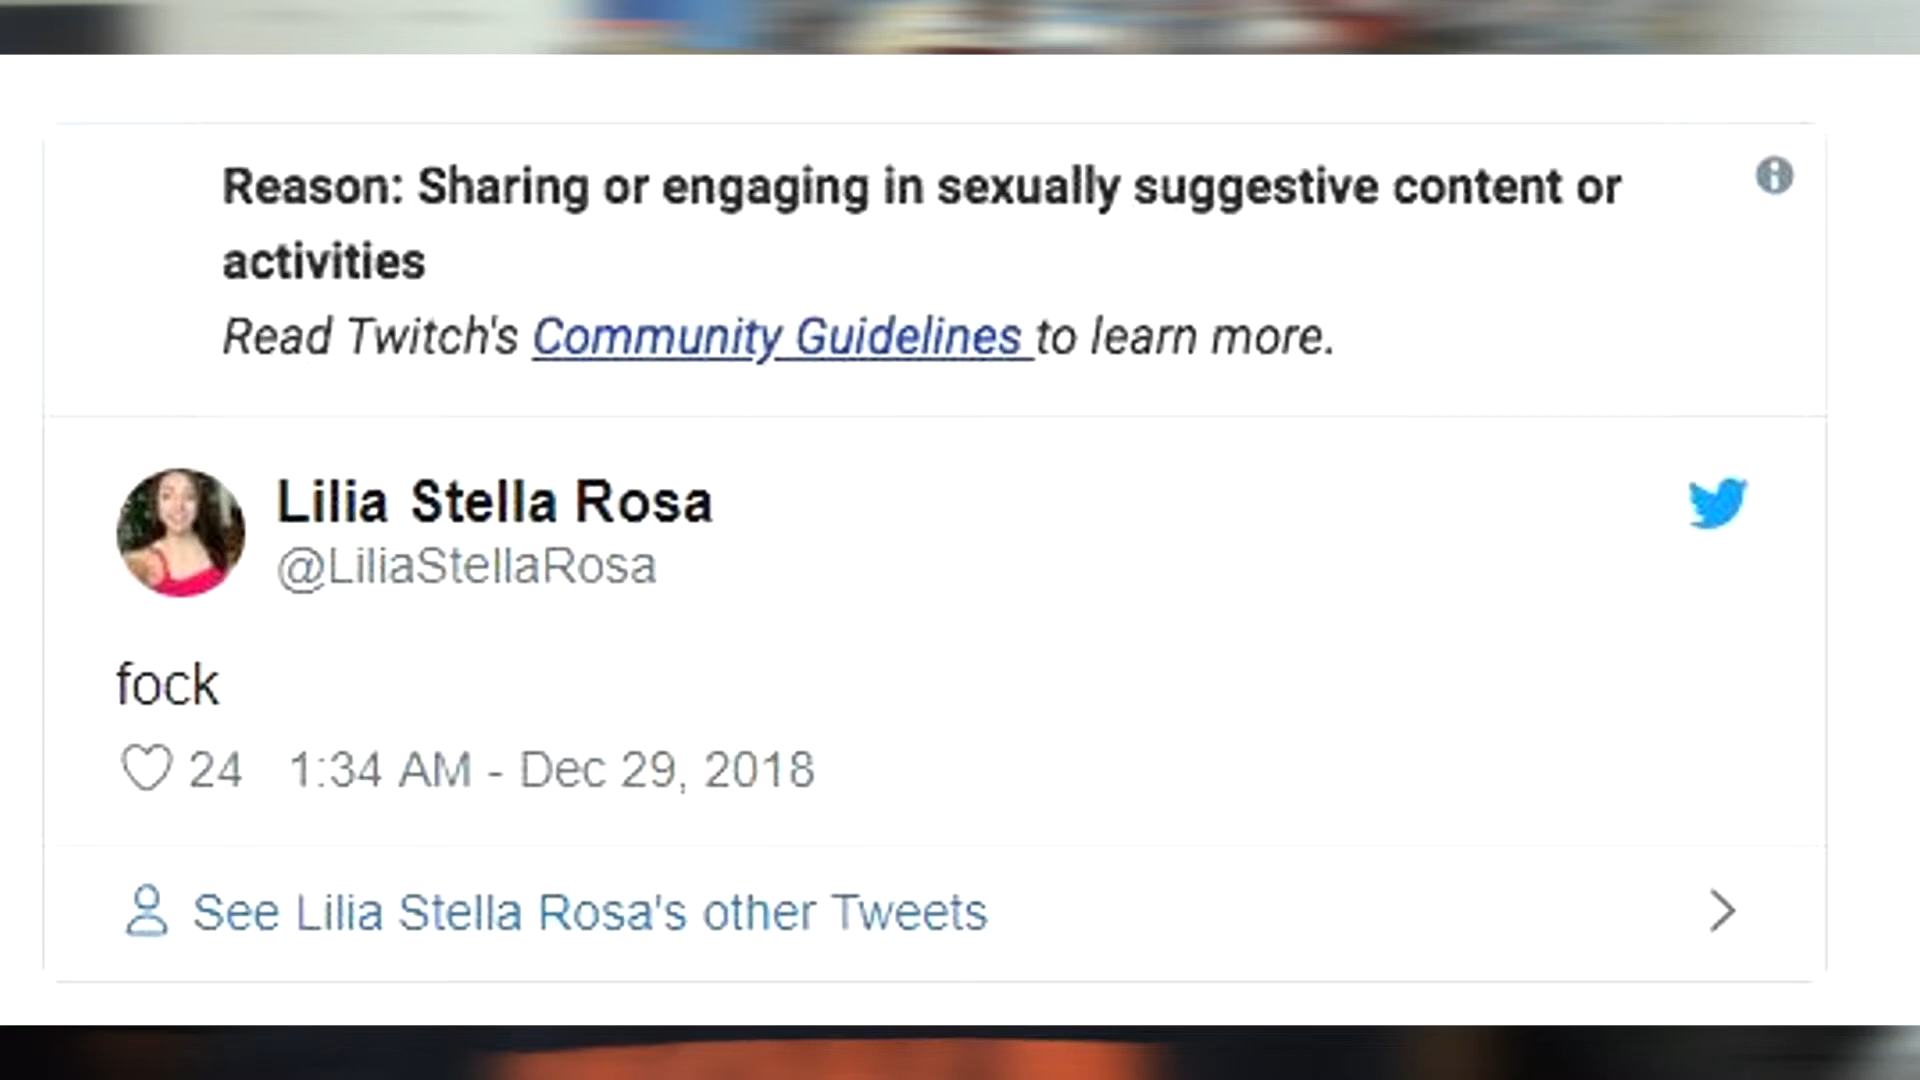 Reason: Sharing or engaging in sexually suggestive content or
activities
Read Twitch's Community Guidelines to learn more.
Lilia Stella Rosa
@LiliaStellaRosa
fock
24 1:34 AM - Dec 29, 2018
See Lilia Stella Rosa's other Tweets